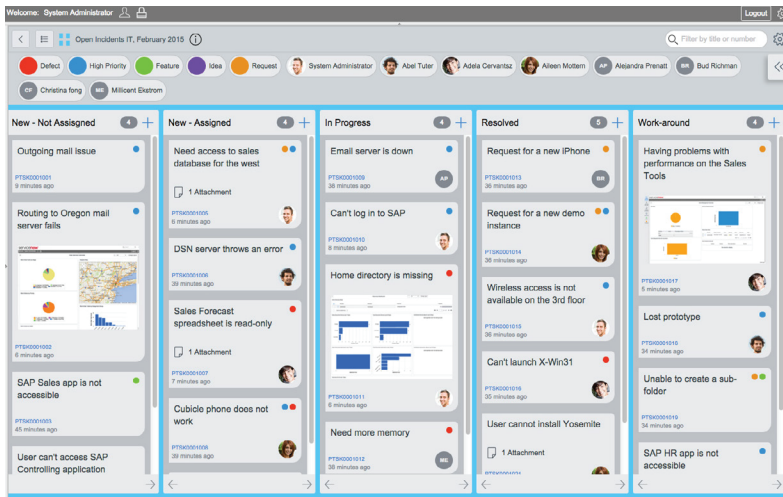 Welcome: System Administrator
Logout
Open Incidents IT, February 2015
Filter by title or number
Defect
High Priority
Feature
Idea
Request
System Administrator
Abel Tuter
Adela Cervantsz
Aileen Mottern
AP Alejandra Prenatt
BR Bud Richman
CF Christina fong
ME Millicent Ekstrom
New - Not Assisgned 4
Outgoing mail issue
PTSK0001001
9 minutes ago
Routing to Oregon mail
server fails
PTSK0001002
6 minutes ago
SAP Sales app is not
accessible
PTSK0001003
45 minutes ago
User can't access SAP
Controlling application
New - Assigned 4
Need access to sales
database for the west
1 Attachment
PTSK0001005
6 minutes ago
DSN server throws an error
PTSK0001006
39 minutes ago
Sales Forecast
spreadsheet is read-only
1 Attachment
PTSK0001007
7 minutes ago
Cubicle phone does not
work
PTSK0001008
39 minutes ago
In Progress 4
Email server is down
PTSK0001009
38 minutes ago
AP
Can't log in to SAP
PTSK0001010
8 minutes ago
Home directory is missing
PTSK0001011
6 minutes ago
Need more memory
PTSK0001012
38 minutes ago
ME
Resolved 5
Request for a new iPhone
PTSK0001013
36 minutes ago
BR
Request for a new demo
instance
PTSK0001014
36 minutes ago
Wireless access is not
available on the 3rd floor
PTSK0001015
36 minutes ago
Can't launch X-Win31
PTSK0001016
35 minutes ago
User cannot install Yosemite
1 Attachment
Work-around 4
Having problems with
performance on the Sales
Tools
PTSK0001017
5 minutes ago
Lost prototype
PTSK0001018
34 minutes ago
Unable to create a sub-
folder
PTSK0001019
34 minutes ago
SAP HR app is not
accessible